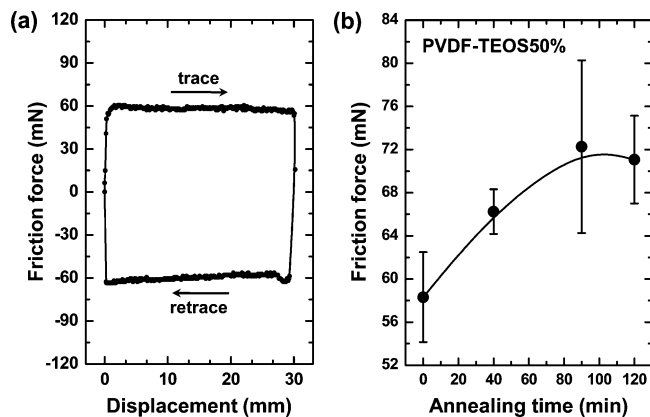 (a)
Friction force (mN)
120
90
60
30
0
-30
-60
-90
-120
trace
retrace
0 10 20 30
Displacement (mm)
(b)
Friction force (mN)
84
80
76
72
68
64
60
56
52
PVDF-TEOS50%
0 20 40 60 80 100 120
Annealing time (min)